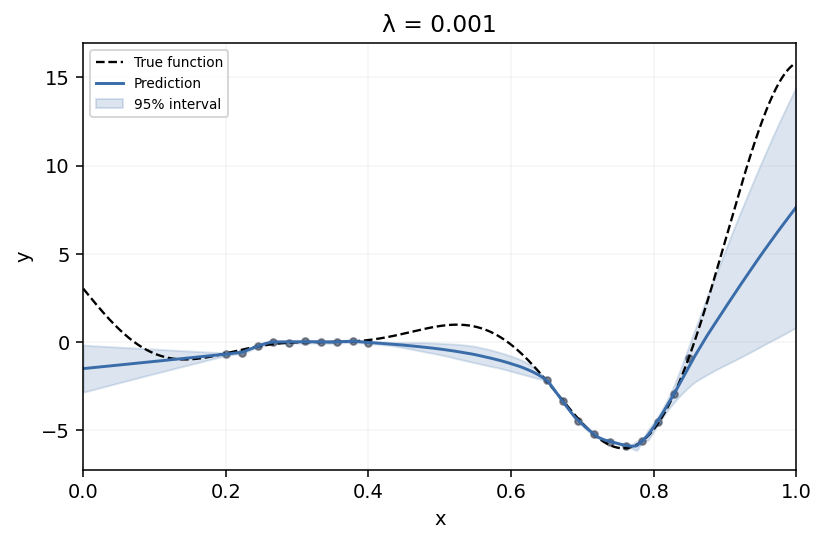 λ = 0.001
True function
Prediction
95% interval
15
10
5
0
−5
y
0.0 0.2 0.4 0.6 0.8 1.0
x